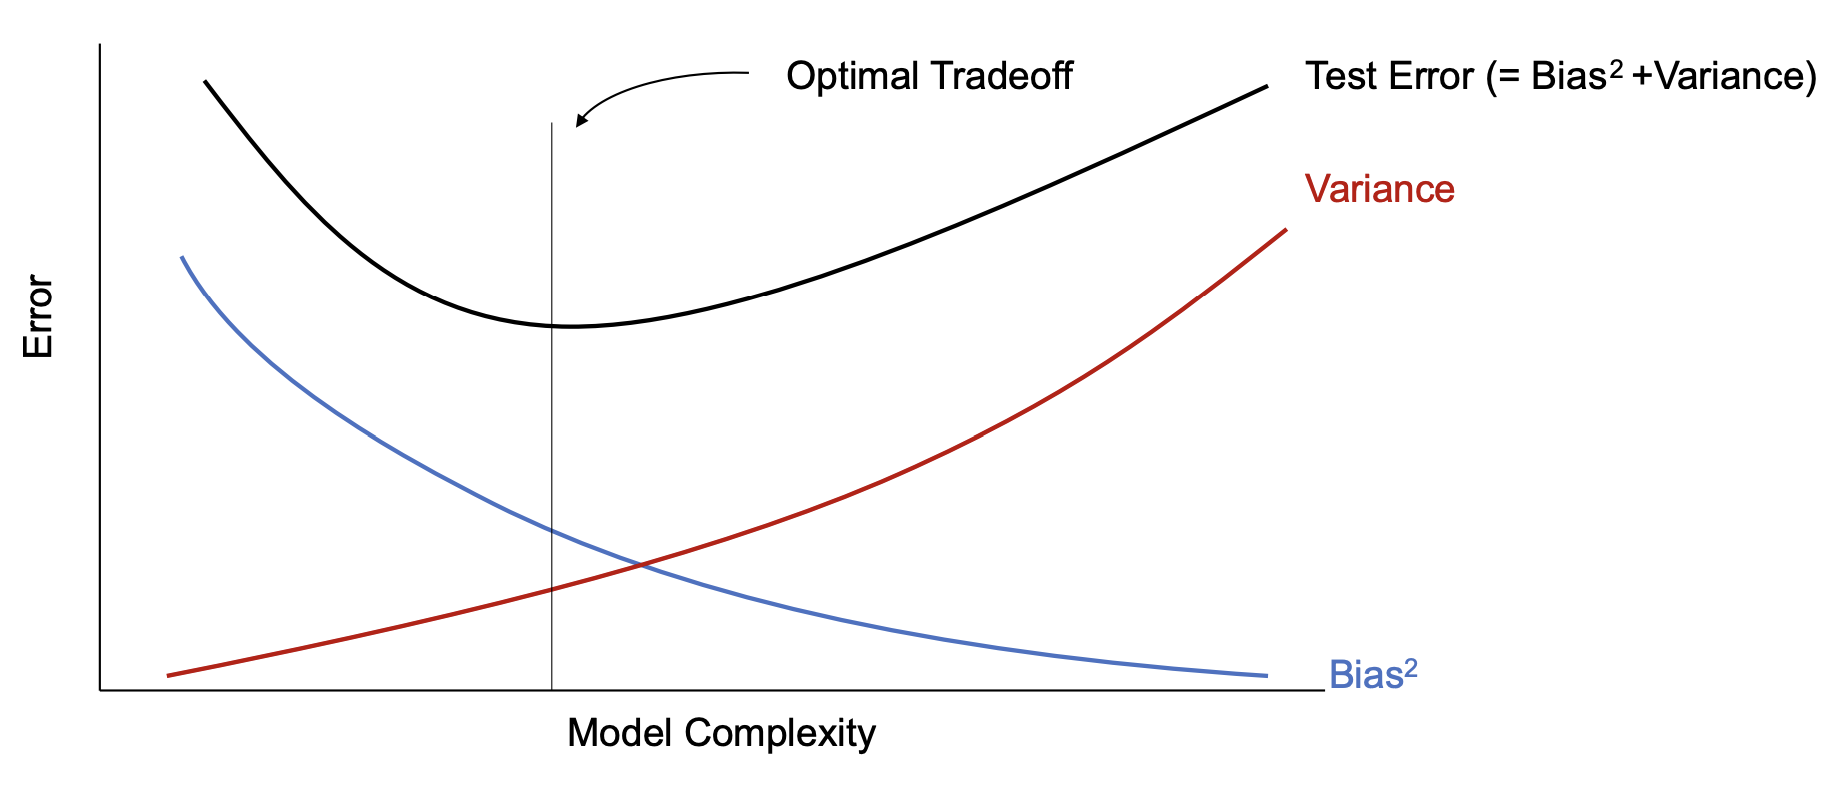 Optimal Tradeoff
Test Error (= Bias² +Variance)
Variance
Error
Bias²
Model Complexity